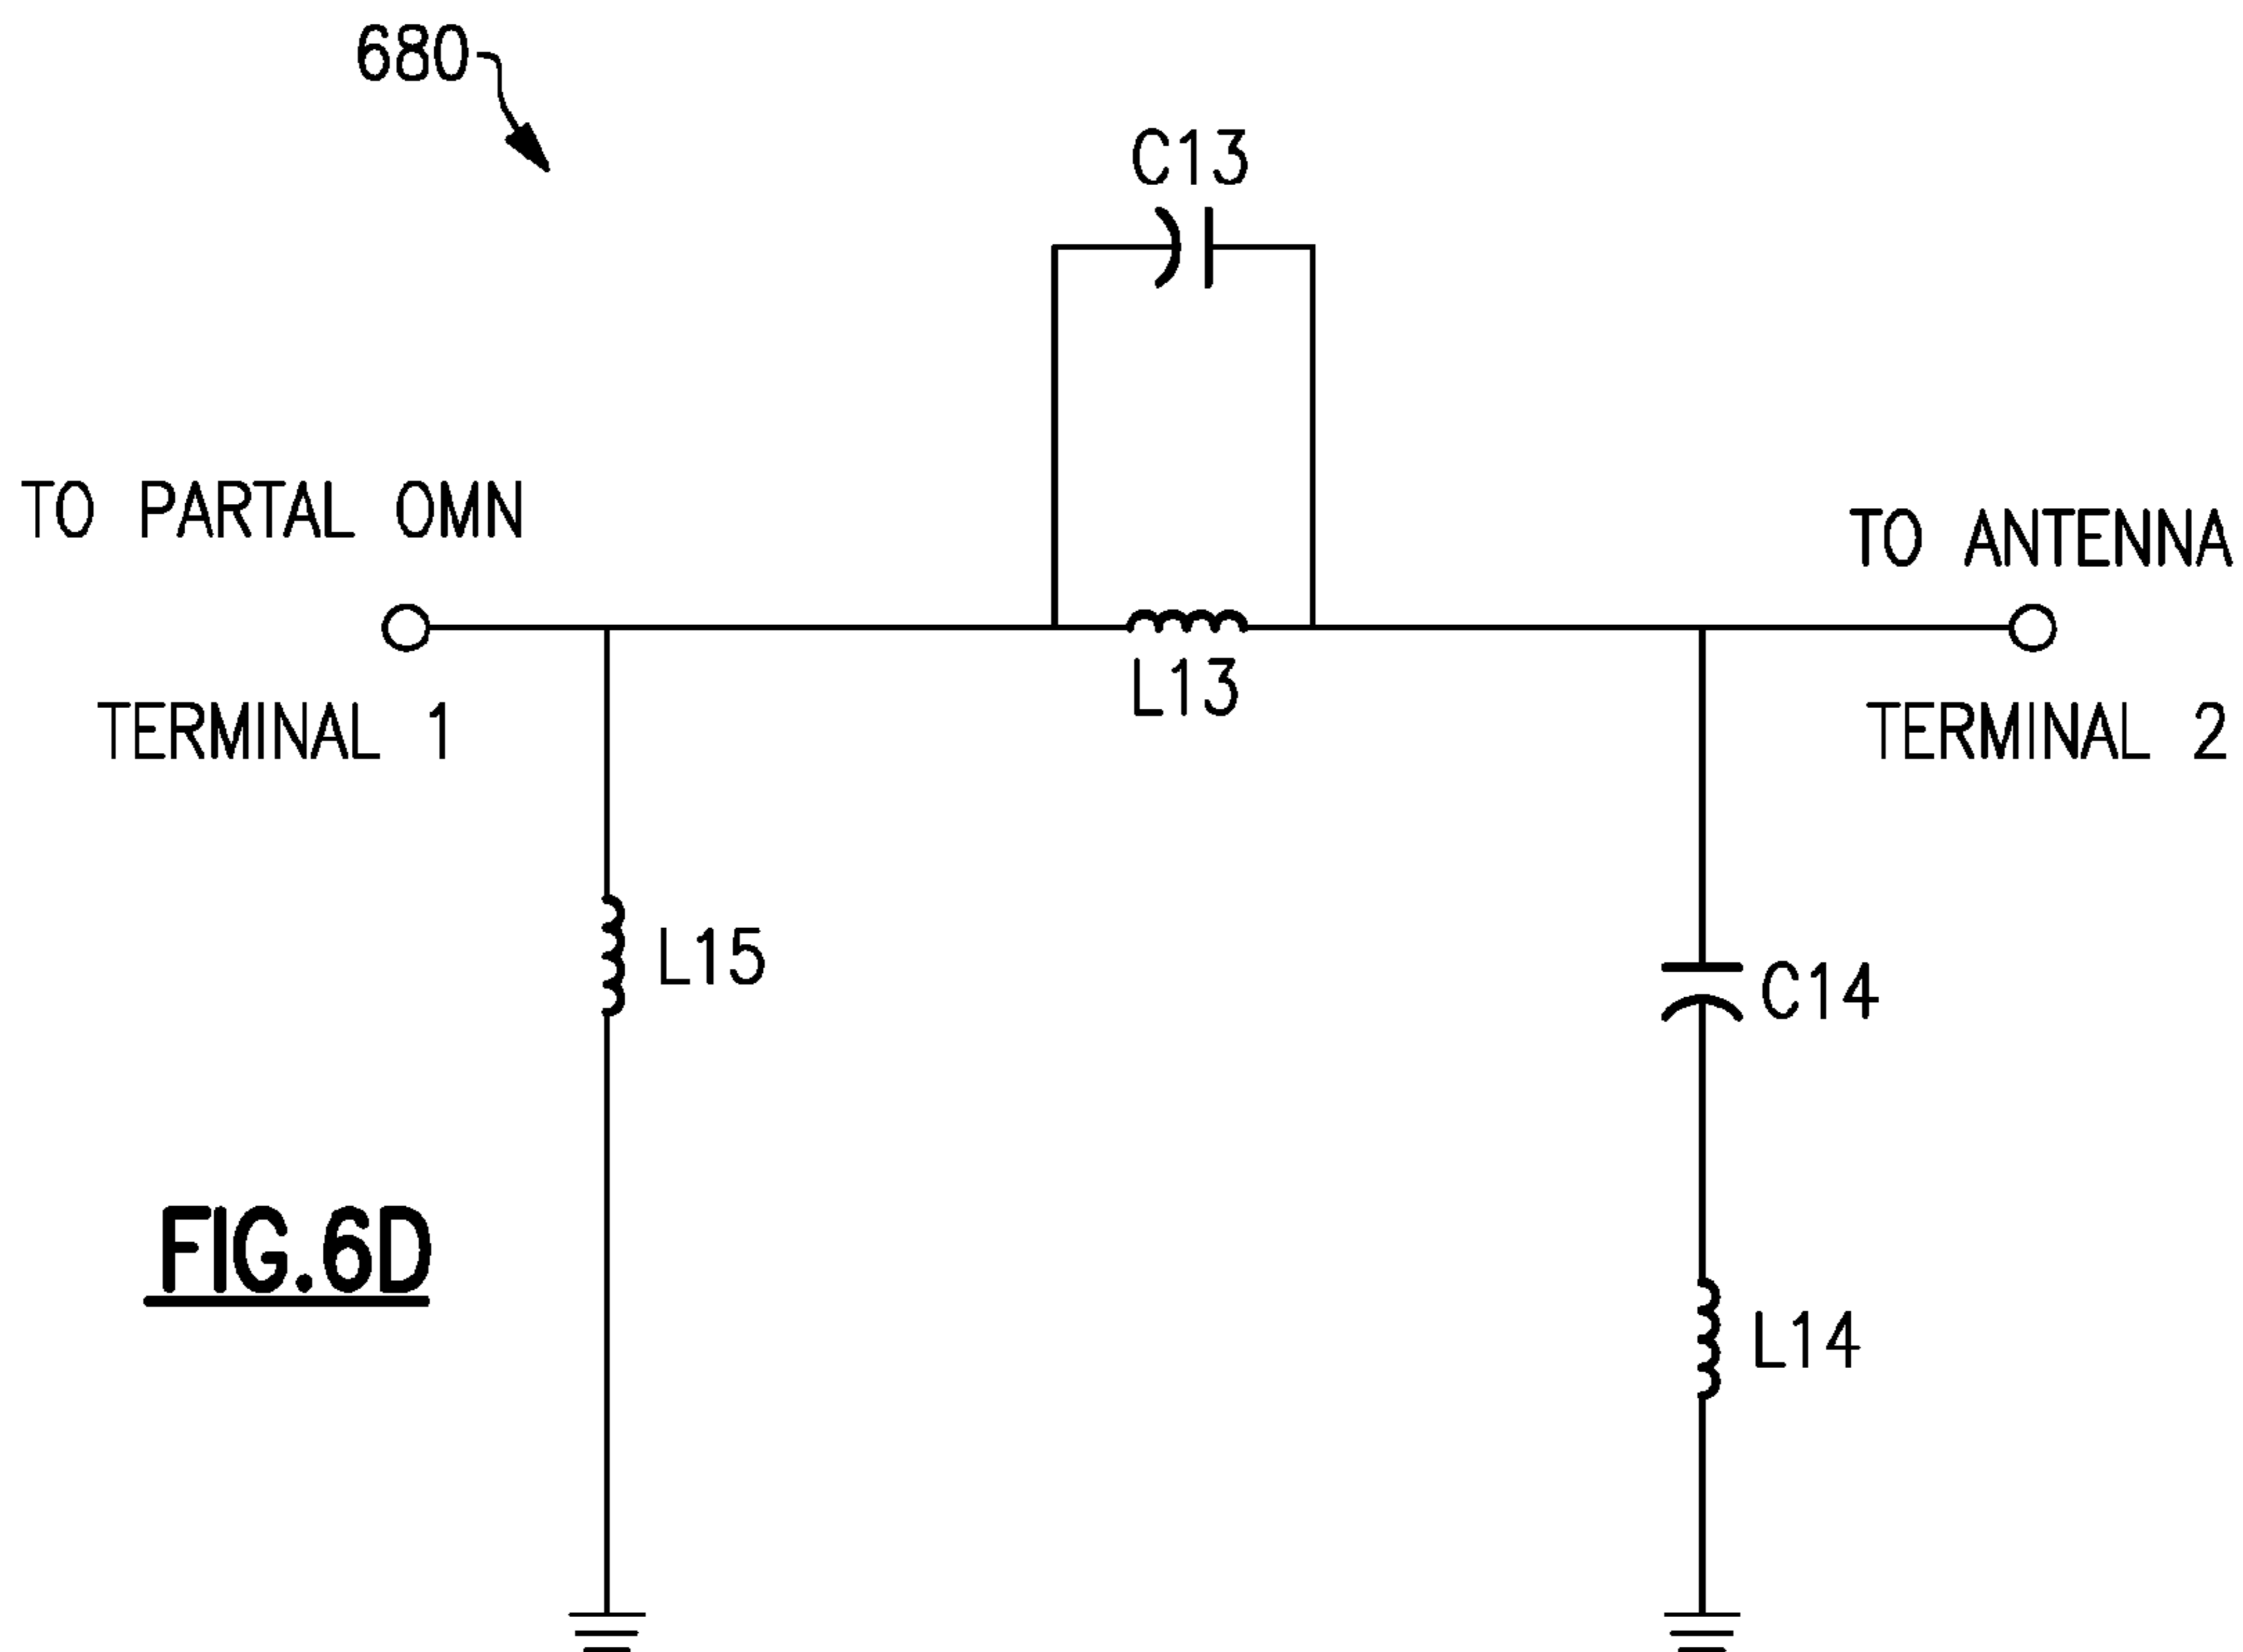 680
C13
TO PARTAL OMN
TO ANTENNA
L13
TERMINAL 1
TERMINAL 2
L15
C14
FIG.6D
L14